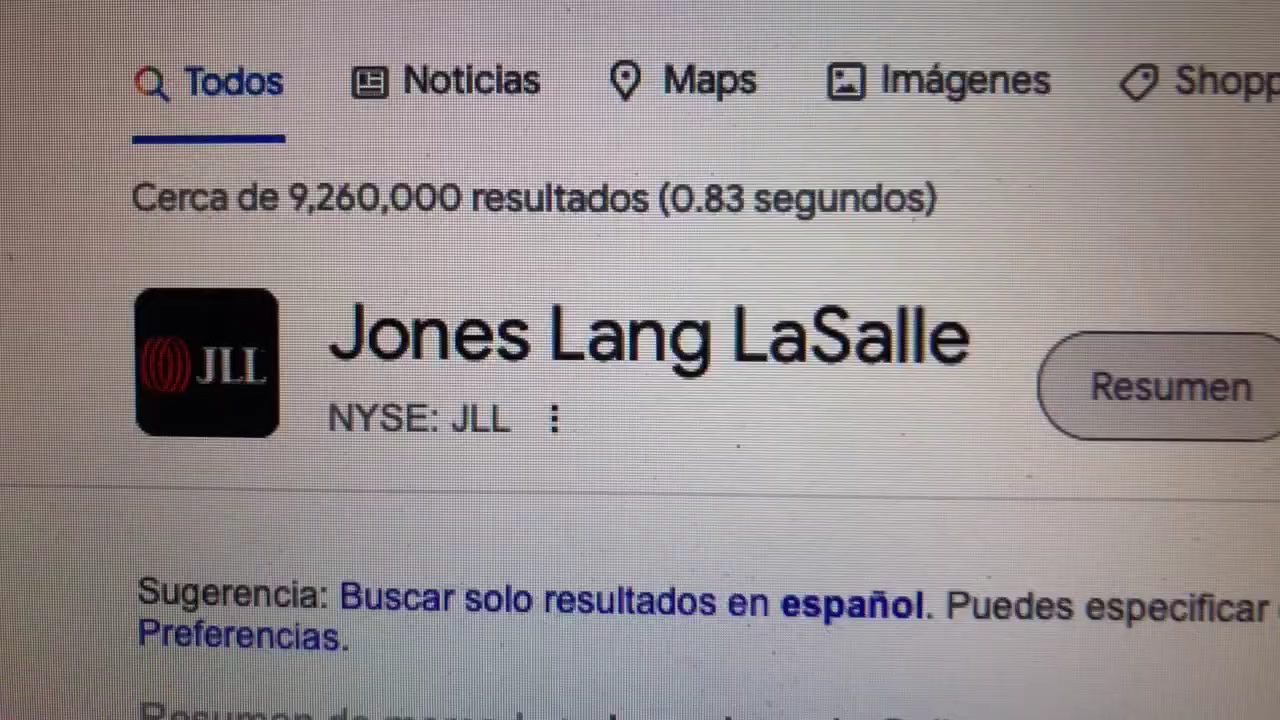 Todos Noticias Maps Imágenes Shopp
Cerca de 9,260,000 resultados (0.83 segundos)
JLL
Jones Lang LaSalle
NYSE: JLL
Resumen
Sugerencia: Buscar solo resultados en español. Puedes especificar
Preferencias.